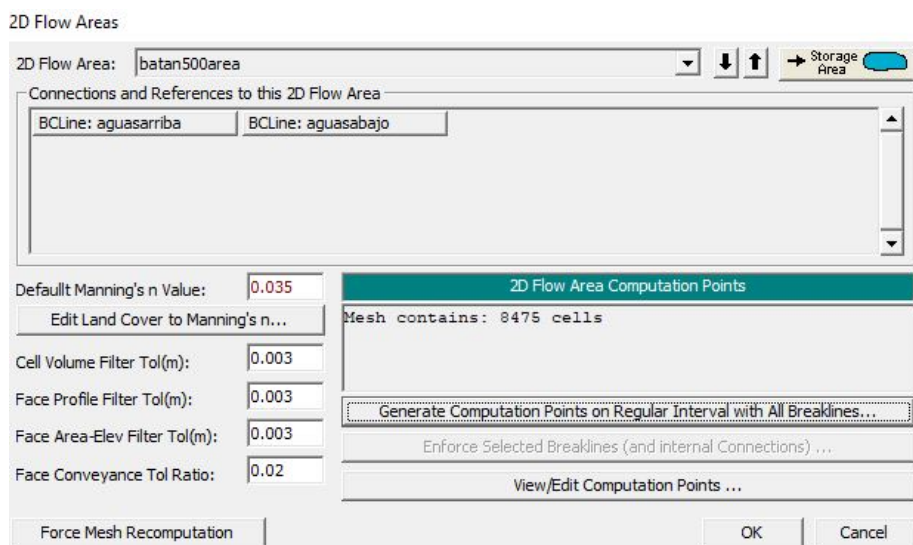 2D Flow Areas
2D Flow Area: batan500area
Storage Area
Connections and References to this 2D Flow Area
BCLine: aguasarriba BCLine: aguasabajo
Defaullt Manning's n Value: 0.035
2D Flow Area Computation Points
Edit Land Cover to Manning's n...
Mesh contains: 8475 cells
Cell Volume Filter Tol(m): 0.003
Face Profile Filter Tol(m): 0.003
Generate Computation Points on Regular Interval with All Breaklines...
Face Area-Elev Filter Tol(m): 0.003
Enforce Selected Breaklines (and internal Connections) ...
Face Conveyance Tol Ratio: 0.02
View/Edit Computation Points ...
Force Mesh Recomputation
OK Cancel